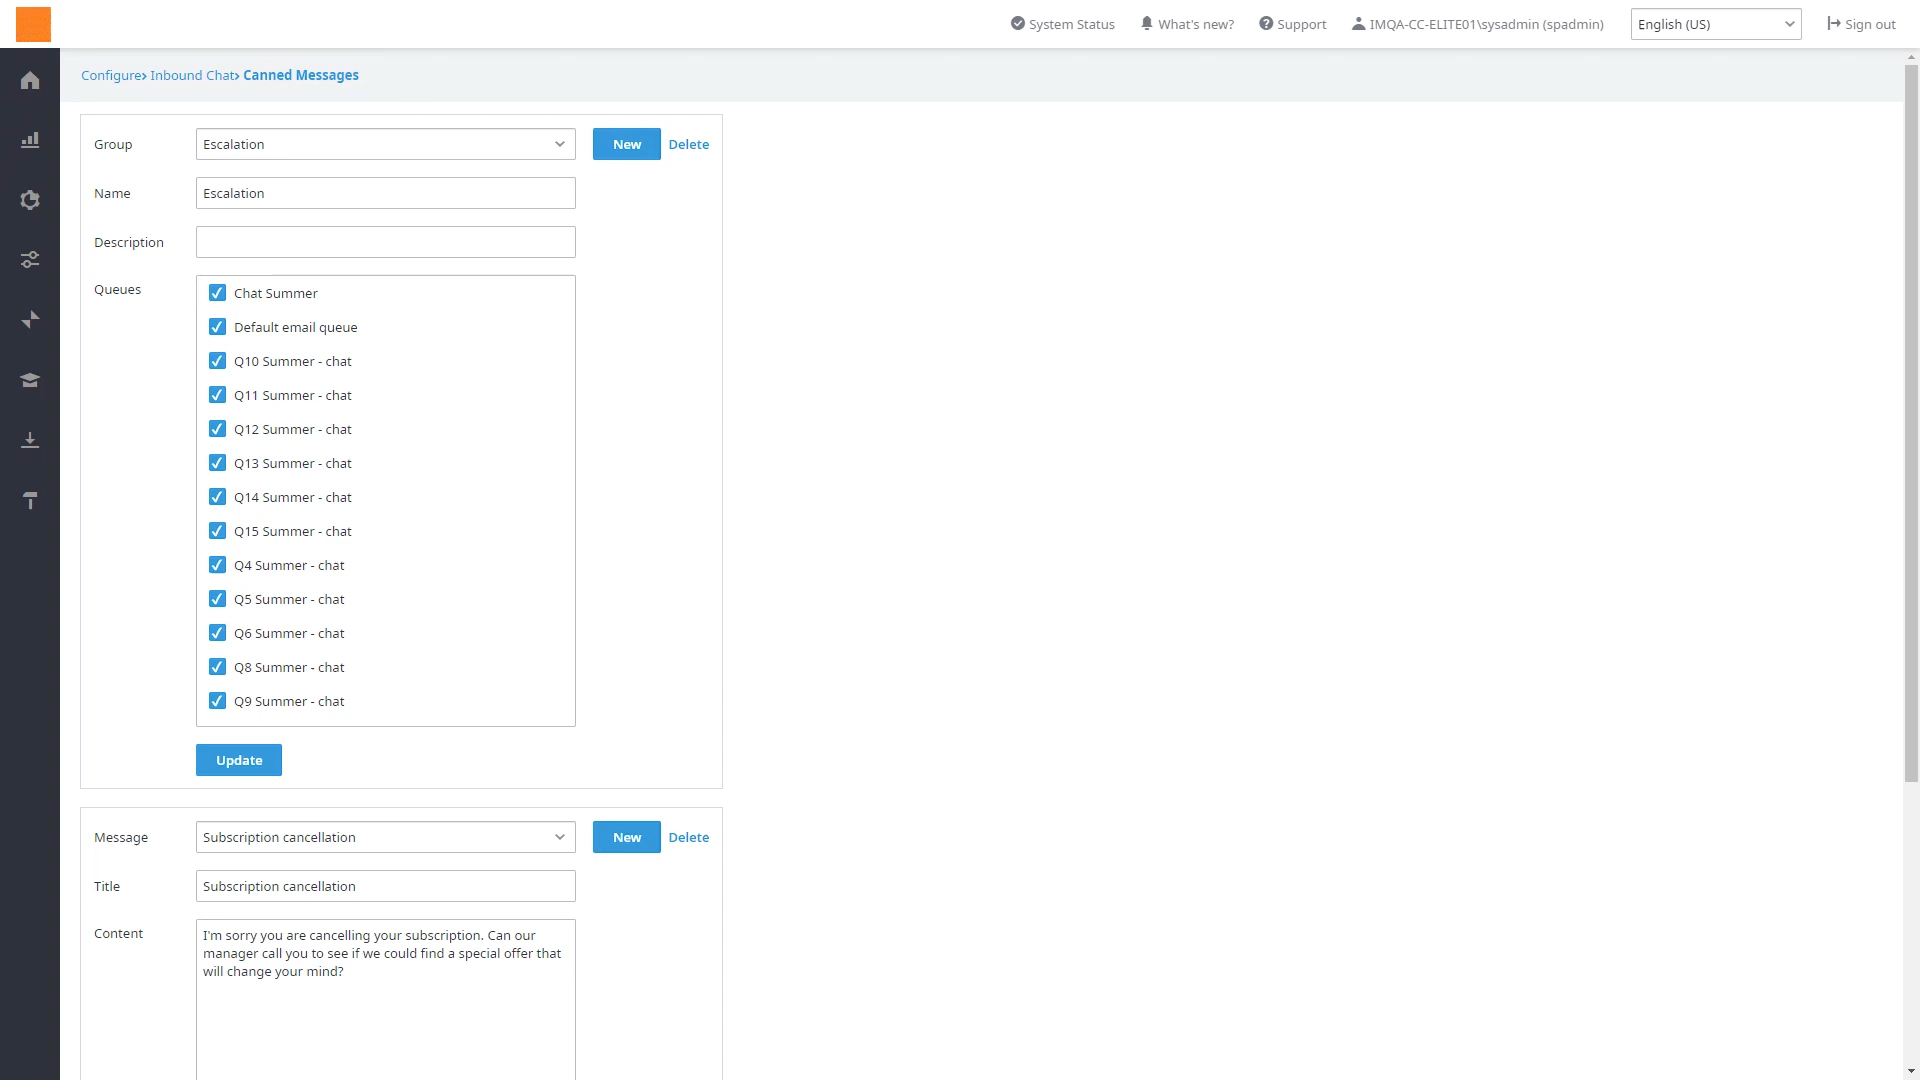 System Status
What's new?
Support
IMQA-CC-ELITE01\sysadmin (spadmin)
English (US)
Sign out
Configure› Inbound Chat› Canned Messages
Group
Escalation
New
Delete
Name
Escalation
Description
Queues
Chat Summer
Default email queue
Q10 Summer - chat
Q11 Summer - chat
Q12 Summer - chat
Q13 Summer - chat
Q14 Summer - chat
Q15 Summer - chat
Q4 Summer - chat
Q5 Summer - chat
Q6 Summer - chat
Q8 Summer - chat
Q9 Summer - chat
Update
Message
Subscription cancellation
New
Delete
Title
Subscription cancellation
Content
I'm sorry you are cancelling your subscription. Can our
manager call you to see if we could find a special offer that
will change your mind?